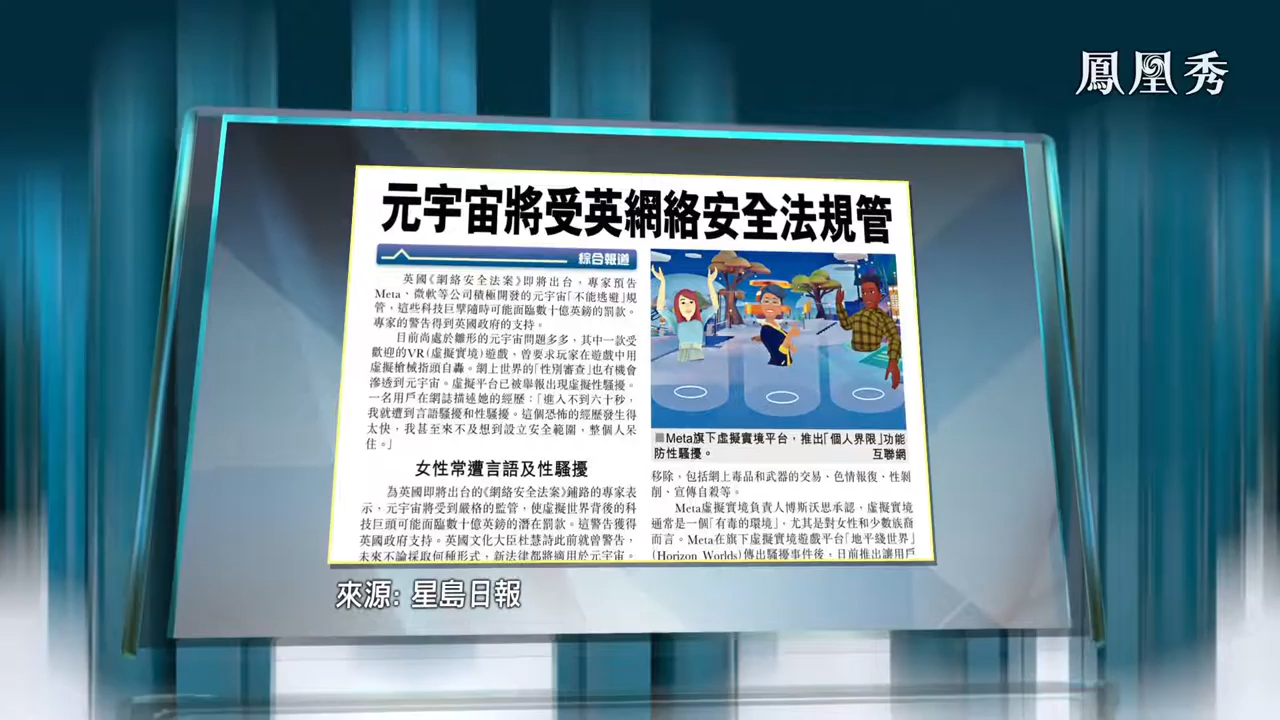 鳳凰秀
元宇宙將受英網絡安全法規管
綜合報道
英國《網絡安全法案》即將出台，專家預告
Meta、微軟等公司積極開發的元宇宙「不能逃避」規
管，這些科技巨擘隨時可能面臨數十億英鎊的罰款。
專家的警告得到英國政府的支持。
目前尚處於雛形的元宇宙問題多多，其中一款受
歡迎的VR（虛擬實境）遊戲，曾要求玩家在遊戲中用
虛擬槍械指頭自轟。網上世界的「性別審查」也有機會
滲透到元宇宙。虛擬平台已被舉報出現虛擬性騷擾。
一名用戶在網誌描述她的經歷：「進入不到六十秒，
我就遭到言語騷擾和性騷擾。這個恐怖的經歷發生得
太快，我甚至來不及想到設立安全範圍，整個人呆
住。」
女性常遭言語及性騷擾
為英國即將出台的《網絡安全法案》鋪路的專家表
示，元宇宙將受到嚴格的監管，使虛擬世界背後的科
技巨頭可能面臨數十億英鎊的潛在罰款。這警告獲得
英國政府支持。英國文化大臣杜慧詩此前就曾警告，
未來不論採取何種形式，新法律都將適用於元宇宙。
■Meta旗下虛擬實境平台，推出「個人界限」功能
防性騷擾。 互聯網
移除，包括網上毒品和武器的交易、色情報復、性剝
削、宣傳自殺等。
Meta虛擬實境負責人博斯沃思承認，虛擬實境
通常是一個「有毒的環境」，尤其是對女性和少數族裔
而言。Meta在旗下虛擬實境遊戲平台「地平綫世界」
(Horizon Worlds)傳出騷擾事件後，日前推出讓用戶
來源: 星島日報